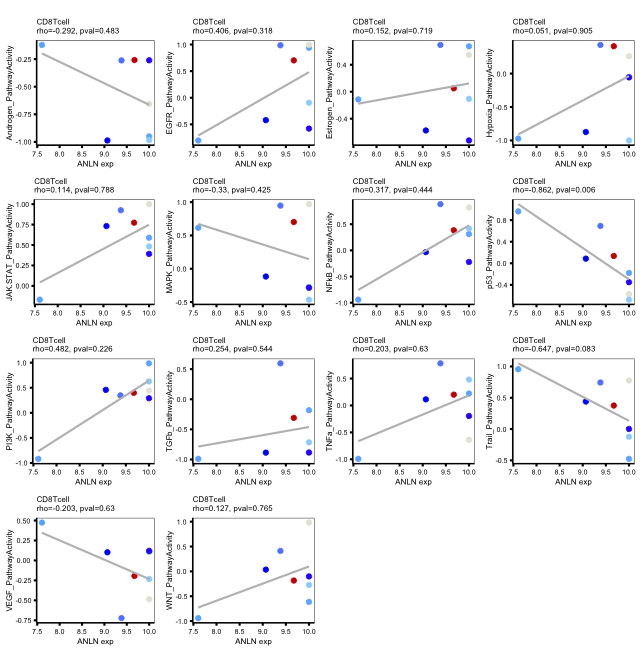 CD8Tcell
rho=-0.292, pval=0.483
Androgen_PathwayActivity
-0.25
-0.50
-0.75
-1.00
7.5 8.0 8.5 9.0 9.5 10.0
ANLN exp
CD8Tcell
rho=0.406, pval=0.318
EGFR_PathwayActivity
1.0
0.5
0.0
-0.5
7.5 8.0 8.5 9.0 9.5 10.0
ANLN exp
CD8Tcell
rho=0.152, pval=0.719
Estrogen_PathwayActivity
0.4
0.0
-0.4
7.5 8.0 8.5 9.0 9.5 10.0
ANLN exp
CD8Tcell
rho=0.051, pval=0.905
Hypoxia_PathwayActivity
0.0
-0.5
-1.0
7.5 8.0 8.5 9.0 9.5 10.0
ANLN exp
CD8Tcell
rho=0.114, pval=0.788
JAK.STAT_PathwayActivity
1.00
0.75
0.50
0.25
0.00
7.5 8.0 8.5 9.0 9.5 10.0
ANLN exp
CD8Tcell
rho=-0.33, pval=0.425
MAPK_PathwayActivity
1.0
0.5
0.0
-0.5
7.5 8.0 8.5 9.0 9.5 10.0
ANLN exp
CD8Tcell
rho=0.317, pval=0.444
NFkB_PathwayActivity
0.5
0.0
-0.5
-1.0
7.5 8.0 8.5 9.0 9.5 10.0
ANLN exp
CD8Tcell
rho=-0.862, pval=0.006
p53_PathwayActivity
0.8
0.4
0.0
-0.4
7.5 8.0 8.5 9.0 9.5 10.0
ANLN exp
CD8Tcell
rho=0.482, pval=0.226
PI3K_PathwayActivity
1.0
0.5
0.0
-0.5
-1.0
7.5 8.0 8.5 9.0 9.5 10.0
ANLN exp
CD8Tcell
rho=0.254, pval=0.544
TGFb_PathwayActivity
0.5
0.0
-0.5
-1.0
7.5 8.0 8.5 9.0 9.5 10.0
ANLN exp
CD8Tcell
rho=0.203, pval=0.63
TNFa_PathwayActivity
0.5
0.0
-0.5
-1.0
7.5 8.0 8.5 9.0 9.5 10.0
ANLN exp
CD8Tcell
rho=-0.647, pval=0.083
Trail_PathwayActivity
1.0
0.5
0.0
-0.5
7.5 8.0 8.5 9.0 9.5 10.0
ANLN exp
CD8Tcell
rho=-0.203, pval=0.63
VEGF_PathwayActivity
0.50
0.25
0.00
-0.25
-0.50
-0.75
7.5 8.0 8.5 9.0 9.5 10.0
ANLN exp
CD8Tcell
rho=0.127, pval=0.765
WNT_PathwayActivity
1.0
0.5
0.0
-0.5
-1.0
7.5 8.0 8.5 9.0 9.5 10.0
ANLN exp